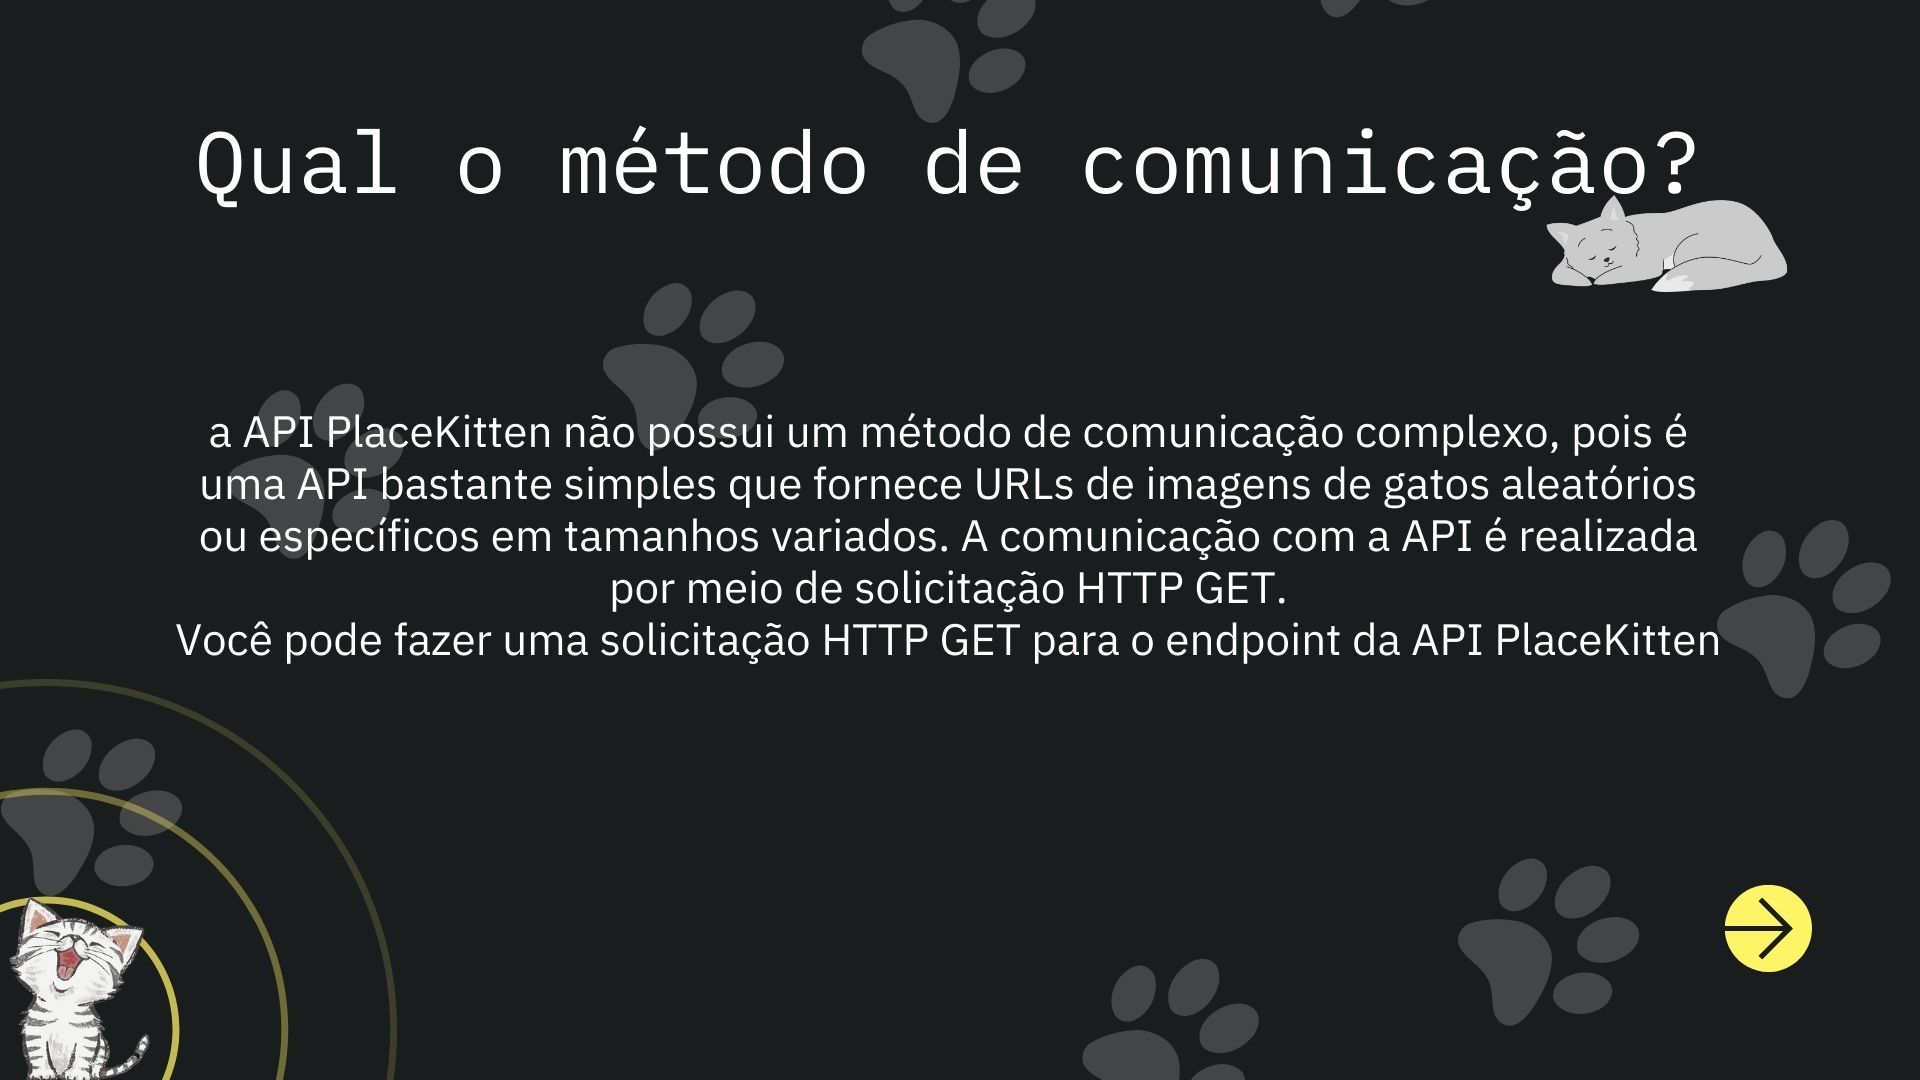 Qual o método de comunicação?
a API PlaceKitten não possui um método de comunicação complexo, pois é
uma API bastante simples que fornece URLs de imagens de gatos aleatórios
ou específicos em tamanhos variados. A comunicação com a API é realizada
por meio de solicitação HTTP GET.
Você pode fazer uma solicitação HTTP GET para o endpoint da API PlaceKitten